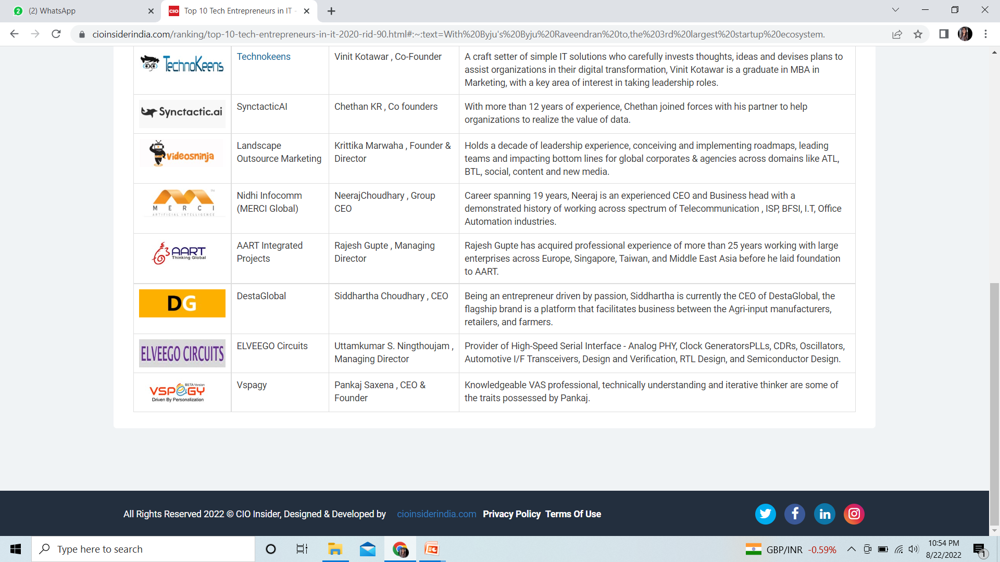 (2) WhatsApp
Top 10 Tech Entrepreneurs in IT -
cioinsiderindia.com/ranking/top-10-tech-entrepreneurs-in-it-2020-rid-90.html#:~:text=With%20Byju's%20Byju%20Raveendran%20to,the%203rd%20largest%20startup%20ecosystem.
TechnoKeens
Technokeens
Vinit Kotawar , Co-Founder
A craft setter of simple IT solutions who carefully invests thoughts, ideas and devises plans to
assist organizations in their digital transformation, Vinit Kotawar is a graduate in MBA in
Marketing, with a key area of interest in taking leadership roles.
Synctactic.ai
SynctacticAI
Chethan KR , Co founders
With more than 12 years of experience, Chethan joined forces with his partner to help
organizations to realize the value of data.
videosninja
Landscape
Outsource Marketing
Krittika Marwaha , Founder &
Director
Holds a decade of leadership experience, conceiving and implementing roadmaps, leading
teams and impacting bottom lines for global corporates & agencies across domains like ATL,
BTL, social, content and new media.
MERCI
ARTIFICIAL INTELLIGENCE
TM
Nidhi Infocomm
(MERCI Global)
NeerajChoudhary , Group
CEO
Career spanning 19 years, Neeraj is an experienced CEO and Business head with a
demonstrated history of working across spectrum of Telecommunication , ISP, BFSI, I.T, Office
Automation industries.
AART
Thinking Global
AART Integrated
Projects
Rajesh Gupte , Managing
Director
Rajesh Gupte has acquired professional experience of more than 25 years working with large
enterprises across Europe, Singapore, Taiwan, and Middle East Asia before he laid foundation
to AART.
DG
DestaGlobal
Siddhartha Choudhary , CEO
Being an entrepreneur driven by passion, Siddhartha is currently the CEO of DestaGlobal, the
flagship brand is a platform that facilitates business between the Agri-input manufacturers,
retailers, and farmers.
ELVEEGO CIRCUITS
ELVEEGO Circuits
Uttamkumar S. Ningthoujam ,
Managing Director
Provider of High-Speed Serial Interface - Analog PHY, Clock GeneratorsPLLs, CDRs, Oscillators,
Automotive I/F Transceivers, Design and Verification, RTL Design, and Semiconductor Design.
BETA Version
VSPEGY
Driven By Personalization
Vspagy
Pankaj Saxena , CEO &
Founder
Knowledgeable VAS professional, technically understanding and iterative thinker are some of
the traits possessed by Pankaj.
All Rights Reserved 2022 © CIO Insider, Designed & Developed by cioinsiderindia.com Privacy Policy Terms Of Use
Type here to search
GBP/INR -0.59%
10:54 PM
8/22/2022
1